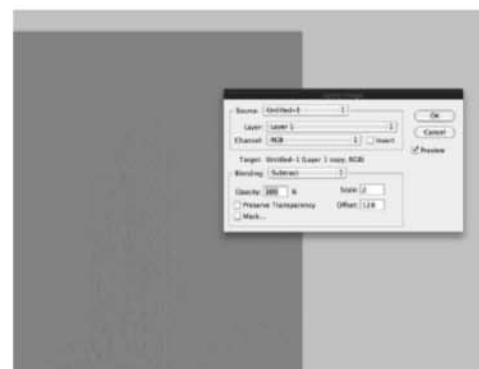 Source: Untitled-1
OK
Layer: Layer 1
Cancel
Channel: RGB Invert
Preview
Target: Untitled-1 (Layer 1 copy, RGB)
Blending: Subtract
Opacity: 100 % Scale: 2
Preserve Transparency Offset: 128
Mask...